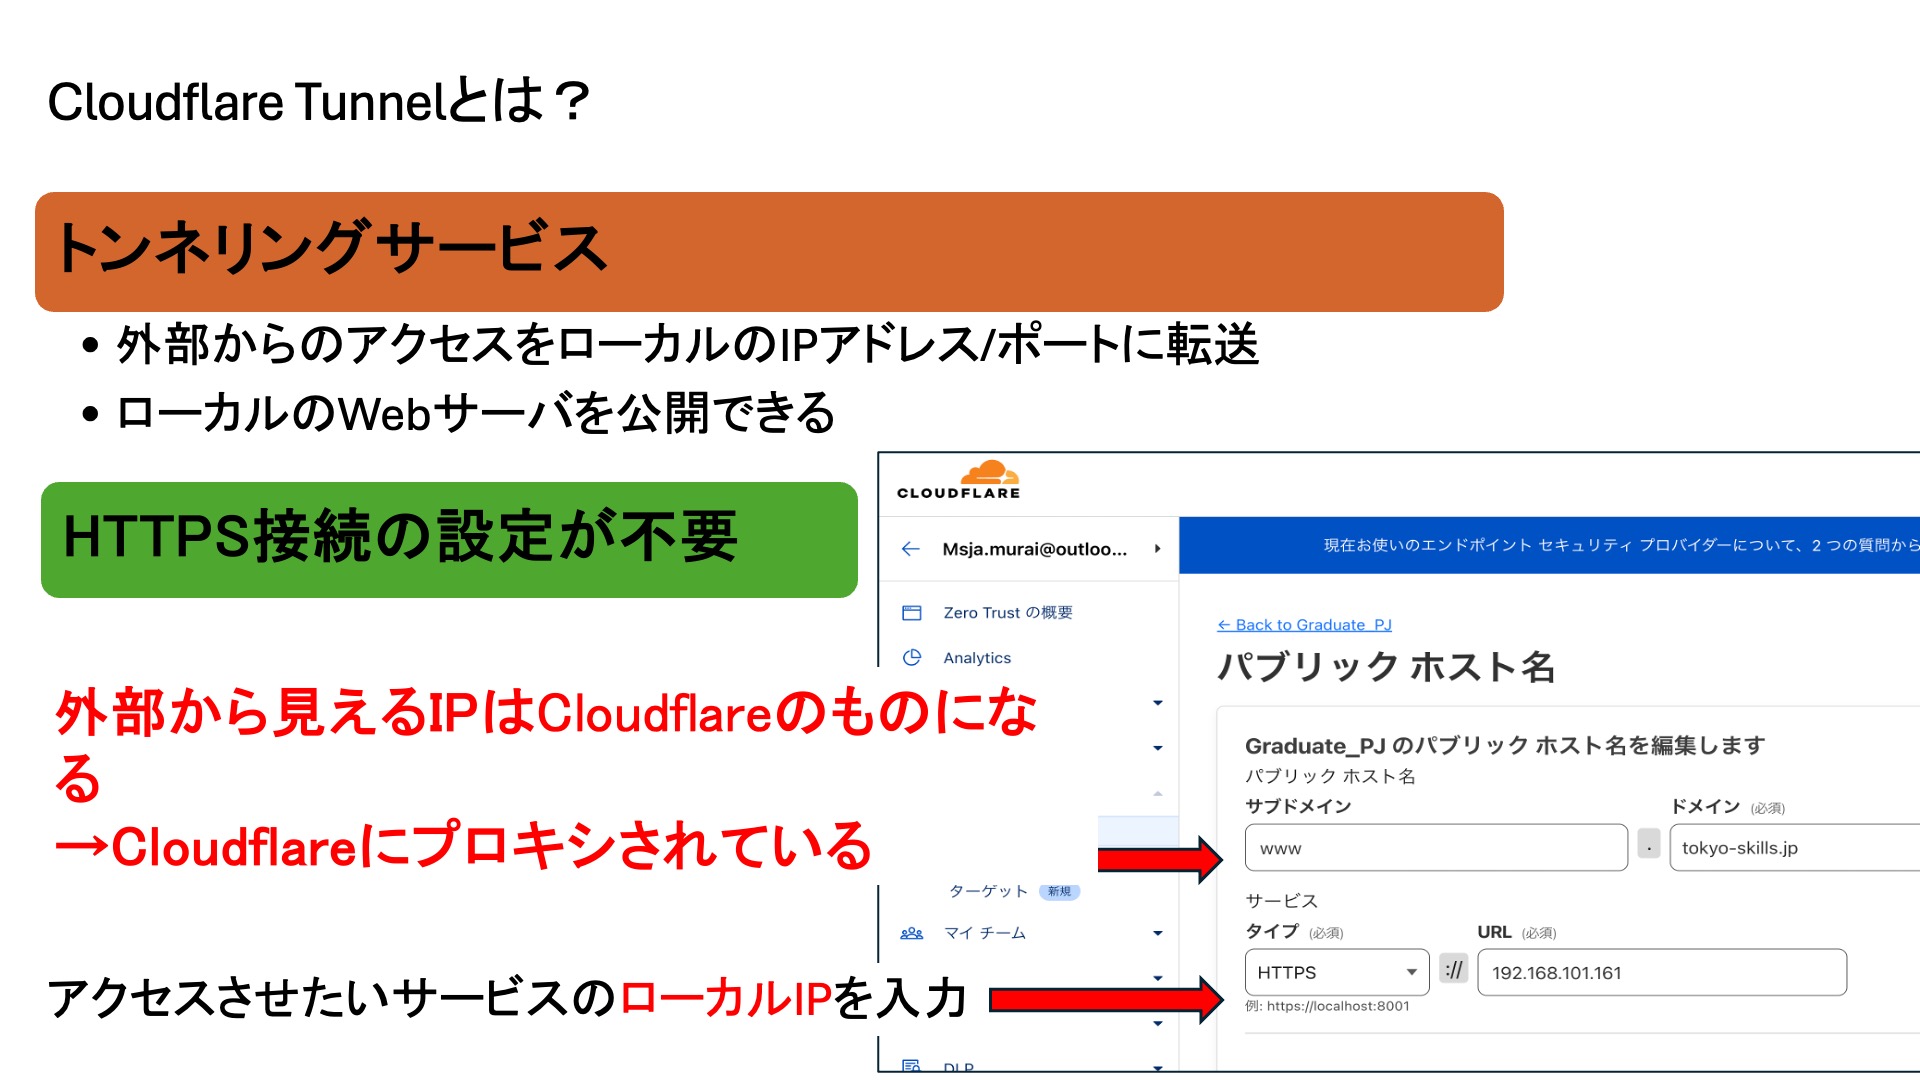 Cloudflare Tunnelとは？
トンネリングサービス
• 外部からのアクセスをローカルのIPアドレス/ポートに転送
• ローカルのWebサーバを公開できる
HTTPS接続の設定が不要
外部から見えるIPはCloudflareのものにな
る
→Cloudflareにプロキシされている
アクセスさせたいサービスのローカルIPを入力
CLOUDFLARE
Msja.murai@outloo...
Zero Trust の概要
Analytics
ターゲット 新規
マイ チーム
DLP
現在お使いのエンドポイント セキュリティ プロバイダーについて、2 つの質問から
← Back to Graduate_PJ
パブリック ホスト名
Graduate_PJ のパブリック ホスト名を編集します
パブリック ホスト名
サブドメイン ドメイン (必須)
www . tokyo-skills.jp
サービス
タイプ (必須) URL (必須)
HTTPS :// 192.168.101.161
例: https://localhost:8001